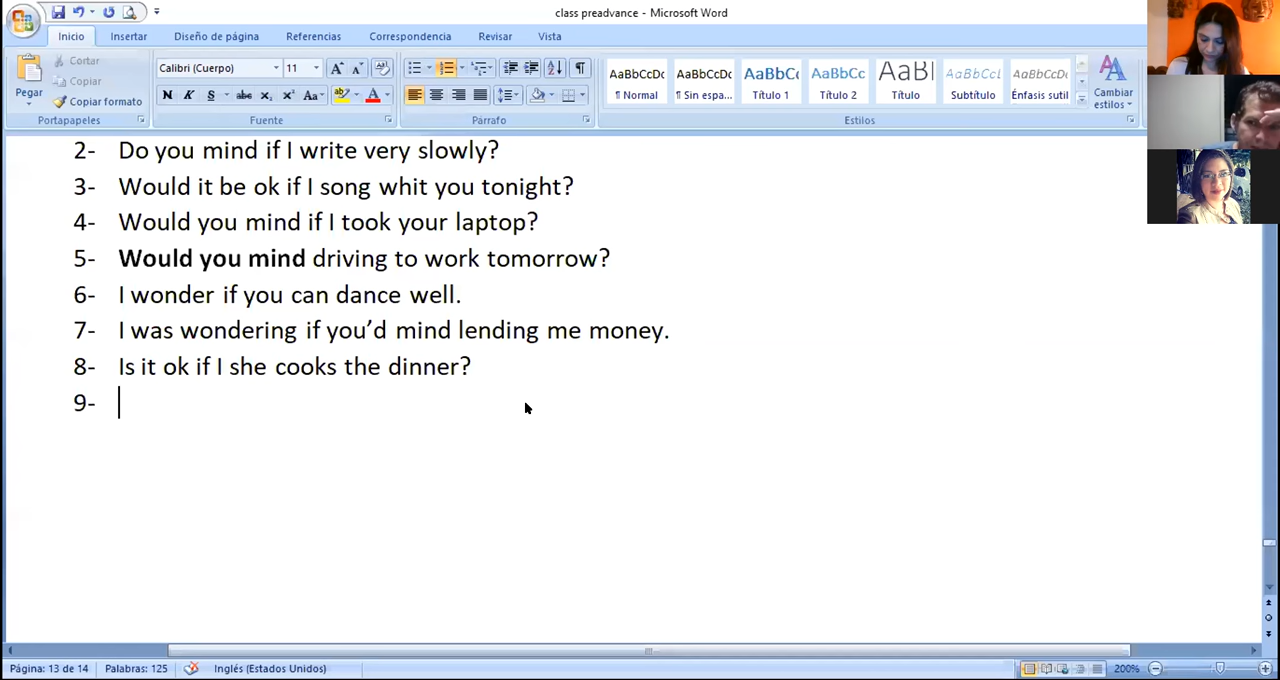 class preadvance - Microsoft Word
Inicio Insertar Diseño de página Referencias Correspondencia Revisar Vista
Pegar
Cortar
Copiar
Copiar formato
Portapapeles
Calibri (Cuerpo) 11
N K S abc x₂ x² Aa
Fuente
Párrafo
AaBbCcDc AaBbCcDc AaBbCc AaBbCc AaBl AaBbCcL AaBbCcDc
¶ Normal ¶ Sin espa... Título 1 Título 2 Título Subtítulo Énfasis sutil
Cambiar
estilos
Estilos
2- Do you mind if I write very slowly?
3- Would it be ok if I song whit you tonight?
4- Would you mind if I took your laptop?
5- Would you mind driving to work tomorrow?
6- I wonder if you can dance well.
7- I was wondering if you’d mind lending me money.
8- Is it ok if I she cooks the dinner?
9-
Página: 13 de 14 Palabras: 125 Inglés (Estados Unidos) 200%